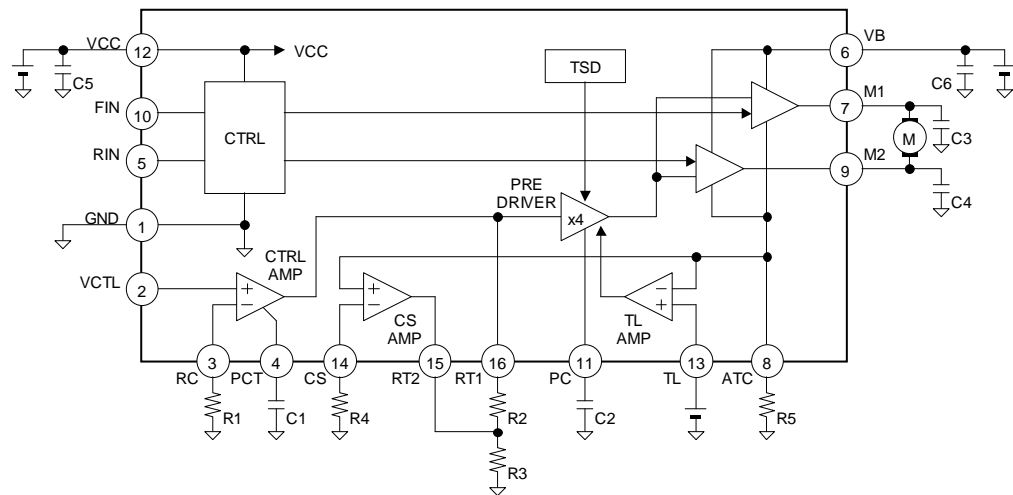 VCC 12 VCC VB 6
C5 TSD C6
FIN 10 M1 7
CTRL M C3
RIN 5 M2 9
PRE
DRIVER C4
GND 1 x4
CTRL
AMP
VCTL 2 + − + − − +
CS
AMP TL
AMP
3 4 14 15 16 11 13 8
RC PCT CS RT2 RT1 PC TL ATC
R1 C1 R4 R2 C2 R5
R3